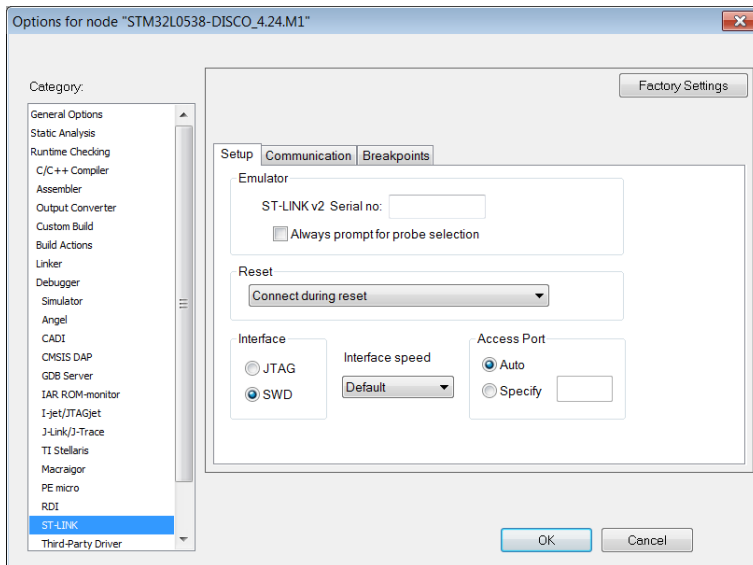 Options for node "STM32L0538-DISCO_4.24.M1"
Category:
General Options
Static Analysis
Runtime Checking
C/C++ Compiler
Assembler
Output Converter
Custom Build
Build Actions
Linker
Debugger
Simulator
Angel
CADI
CMSIS DAP
GDB Server
IAR ROM-monitor
I-jet/JTAGjet
J-Link/J-Trace
TI Stellaris
Macraigor
PE micro
RDI
ST-LINK
Third-Party Driver
Factory Settings
Setup Communication Breakpoints
Emulator
ST-LINK v2 Serial no:
Always prompt for probe selection
Reset
Connect during reset
Interface
JTAG
SWD
Interface speed
Default
Access Port
Auto
Specify
OK Cancel